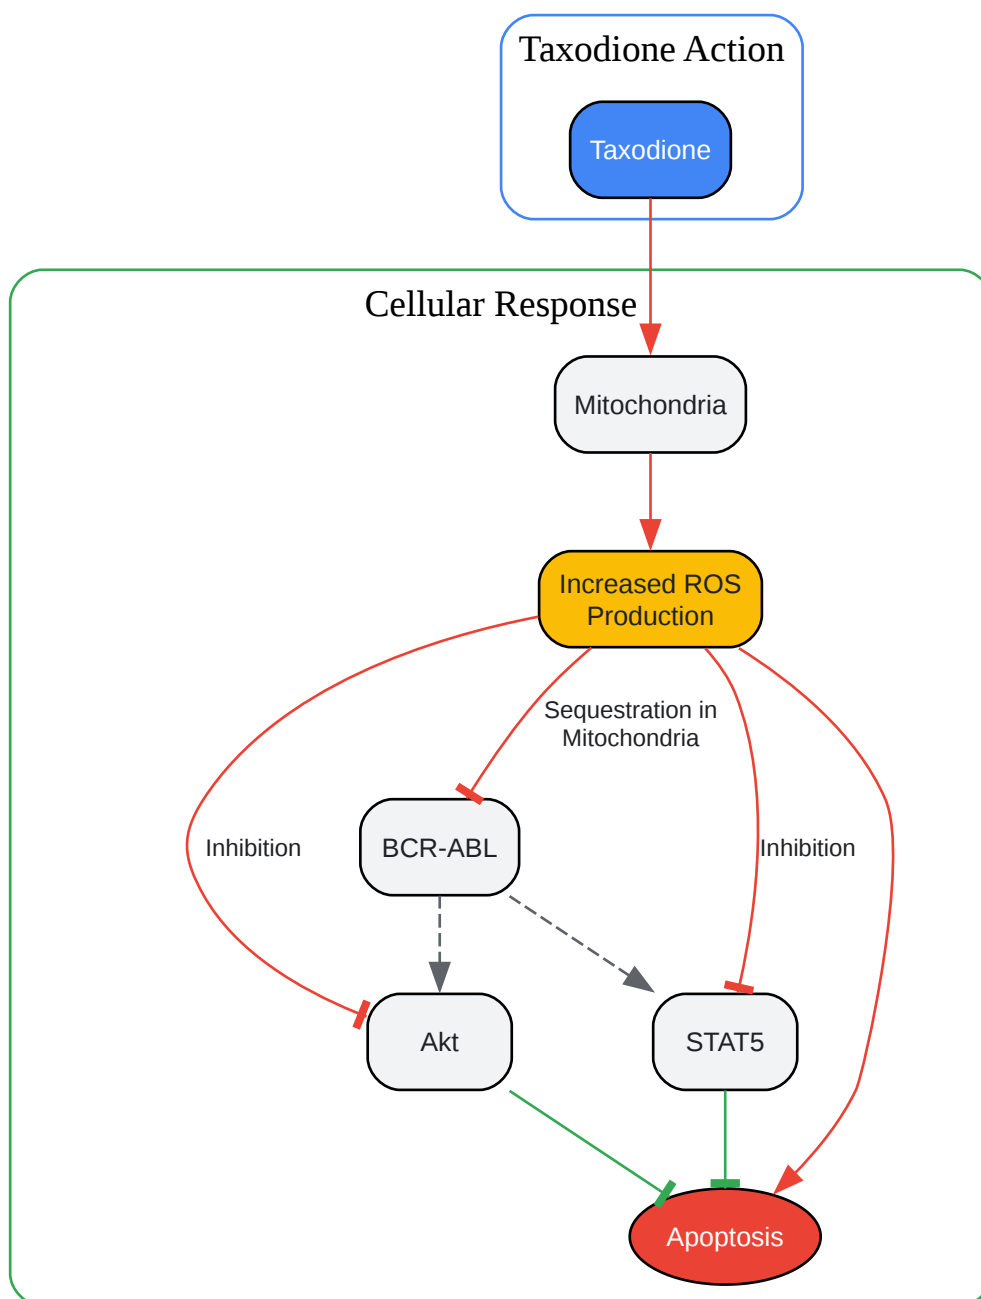 Taxodione Action
Taxodione
Cellular Response
Mitochondria
Increased ROS
Production
Sequestration in
Mitochondria
Inhibition
BCR-ABL
Inhibition
Akt
STAT5
Apoptosis